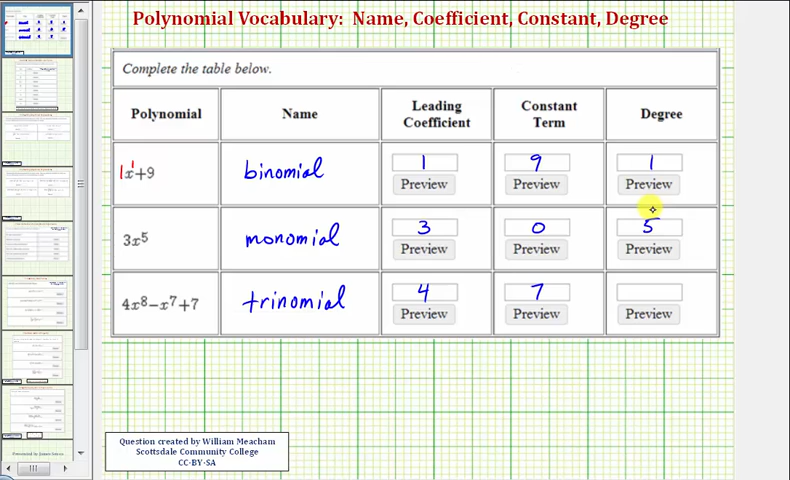 Polynomial Vocabulary: Name, Coefficient, Constant, Degree
Complete the table below.
Polynomial Name Leading Coefficient Constant Term Degree
1x¹+9 binomial 1 9 1
Preview Preview Preview
3x⁵ monomial 3 0 5
Preview Preview Preview
4x⁸−x⁷+7 trinomial 4 7
Preview Preview Preview
Question created by William Meacham
Scottsdale Community College
CC-BY-SA